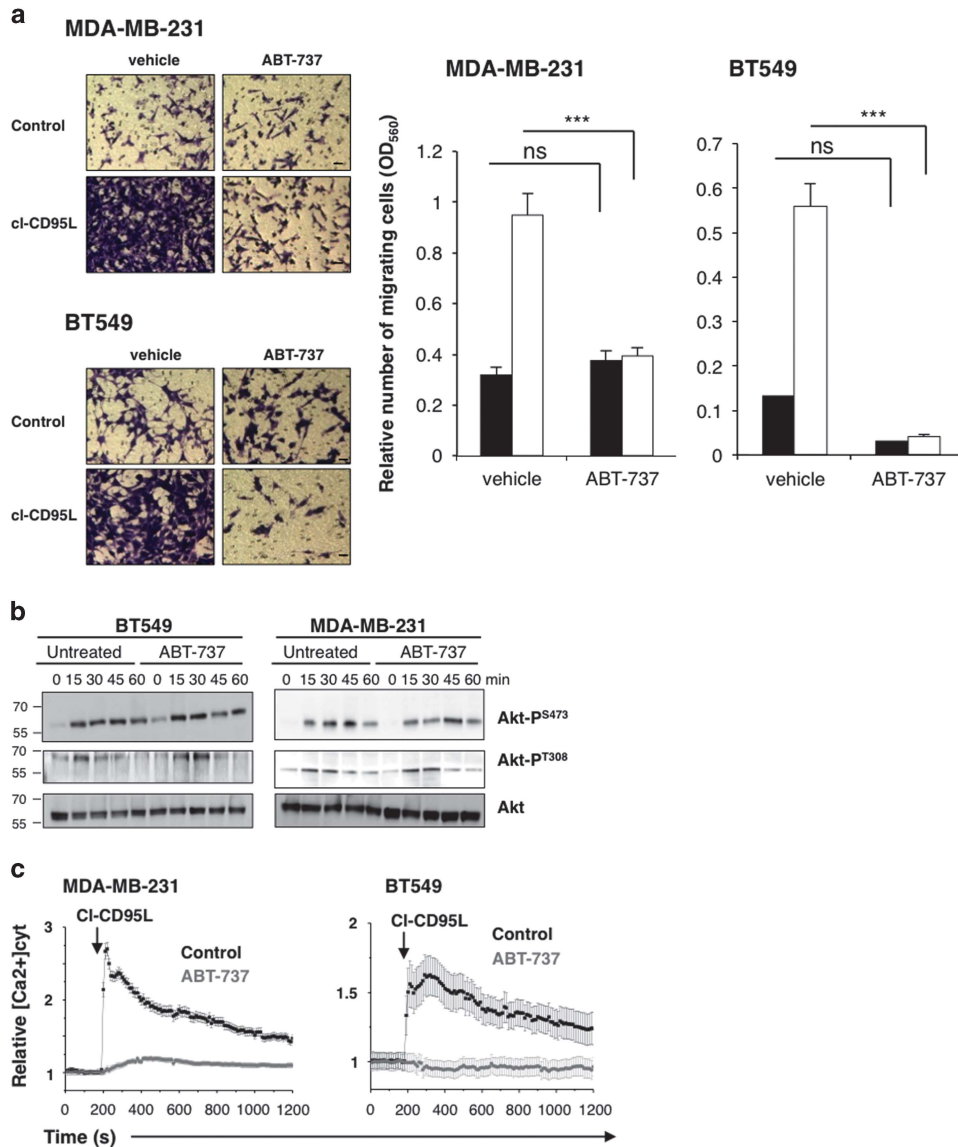 a
MDA-MB-231
vehicle ABT-737
Control
cl-CD95L
BT549
vehicle ABT-737
Control
cl-CD95L
MDA-MB-231
Relative number of migrating cells (OD560)
1.2
1
0.8
0.6
0.4
0.2
0
ns
***
vehicle ABT-737
BT549
0.7
0.6
0.5
0.4
0.3
0.2
0.1
0
ns
***
vehicle ABT-737
b
BT549 MDA-MB-231
Untreated ABT-737 Untreated ABT-737
0 15 30 45 60 0 15 30 45 60 0 15 30 45 60 0 15 30 45 60 min
70
55
Akt-PS473
70
55
Akt-PT308
70
55
Akt
c
MDA-MB-231
Cl-CD95L
Control
ABT-737
Relative [Ca2+]cyt
3
2
1
0 200 400 600 800 1000 1200
BT549
Cl-CD95L
Control
ABT-737
2
1.5
1
0 200 400 600 800 1000 1200
Time (s)